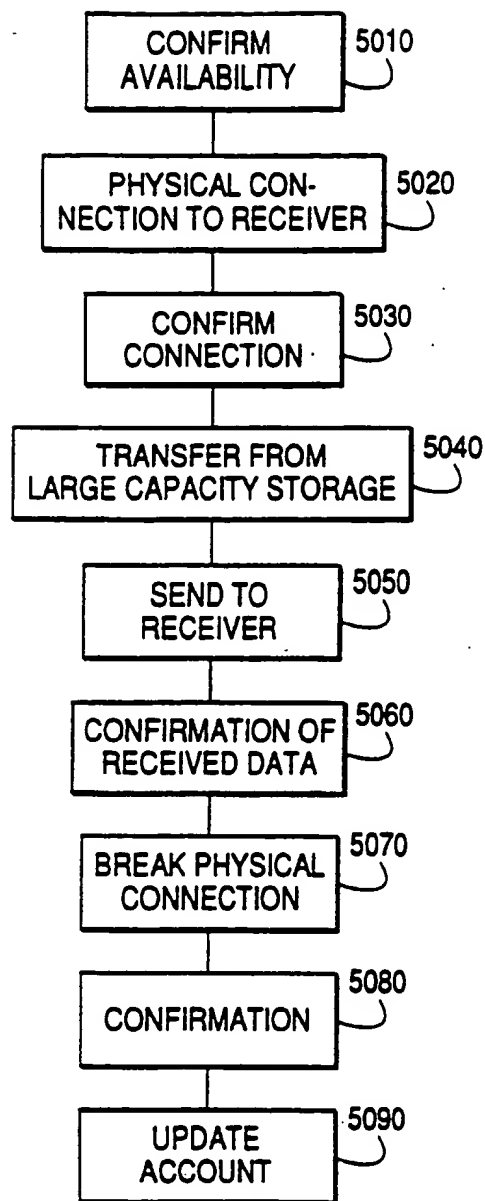 CONFIRM
AVAILABILITY
5010
PHYSICAL CON-
NECTION TO RECEIVER
5020
CONFIRM
CONNECTION
5030
TRANSFER FROM
LARGE CAPACITY STORAGE
5040
SEND TO
RECEIVER
5050
CONFIRMATION OF
RECEIVED DATA
5060
BREAK PHYSICAL
CONNECTION
5070
CONFIRMATION
5080
UPDATE
ACCOUNT
5090